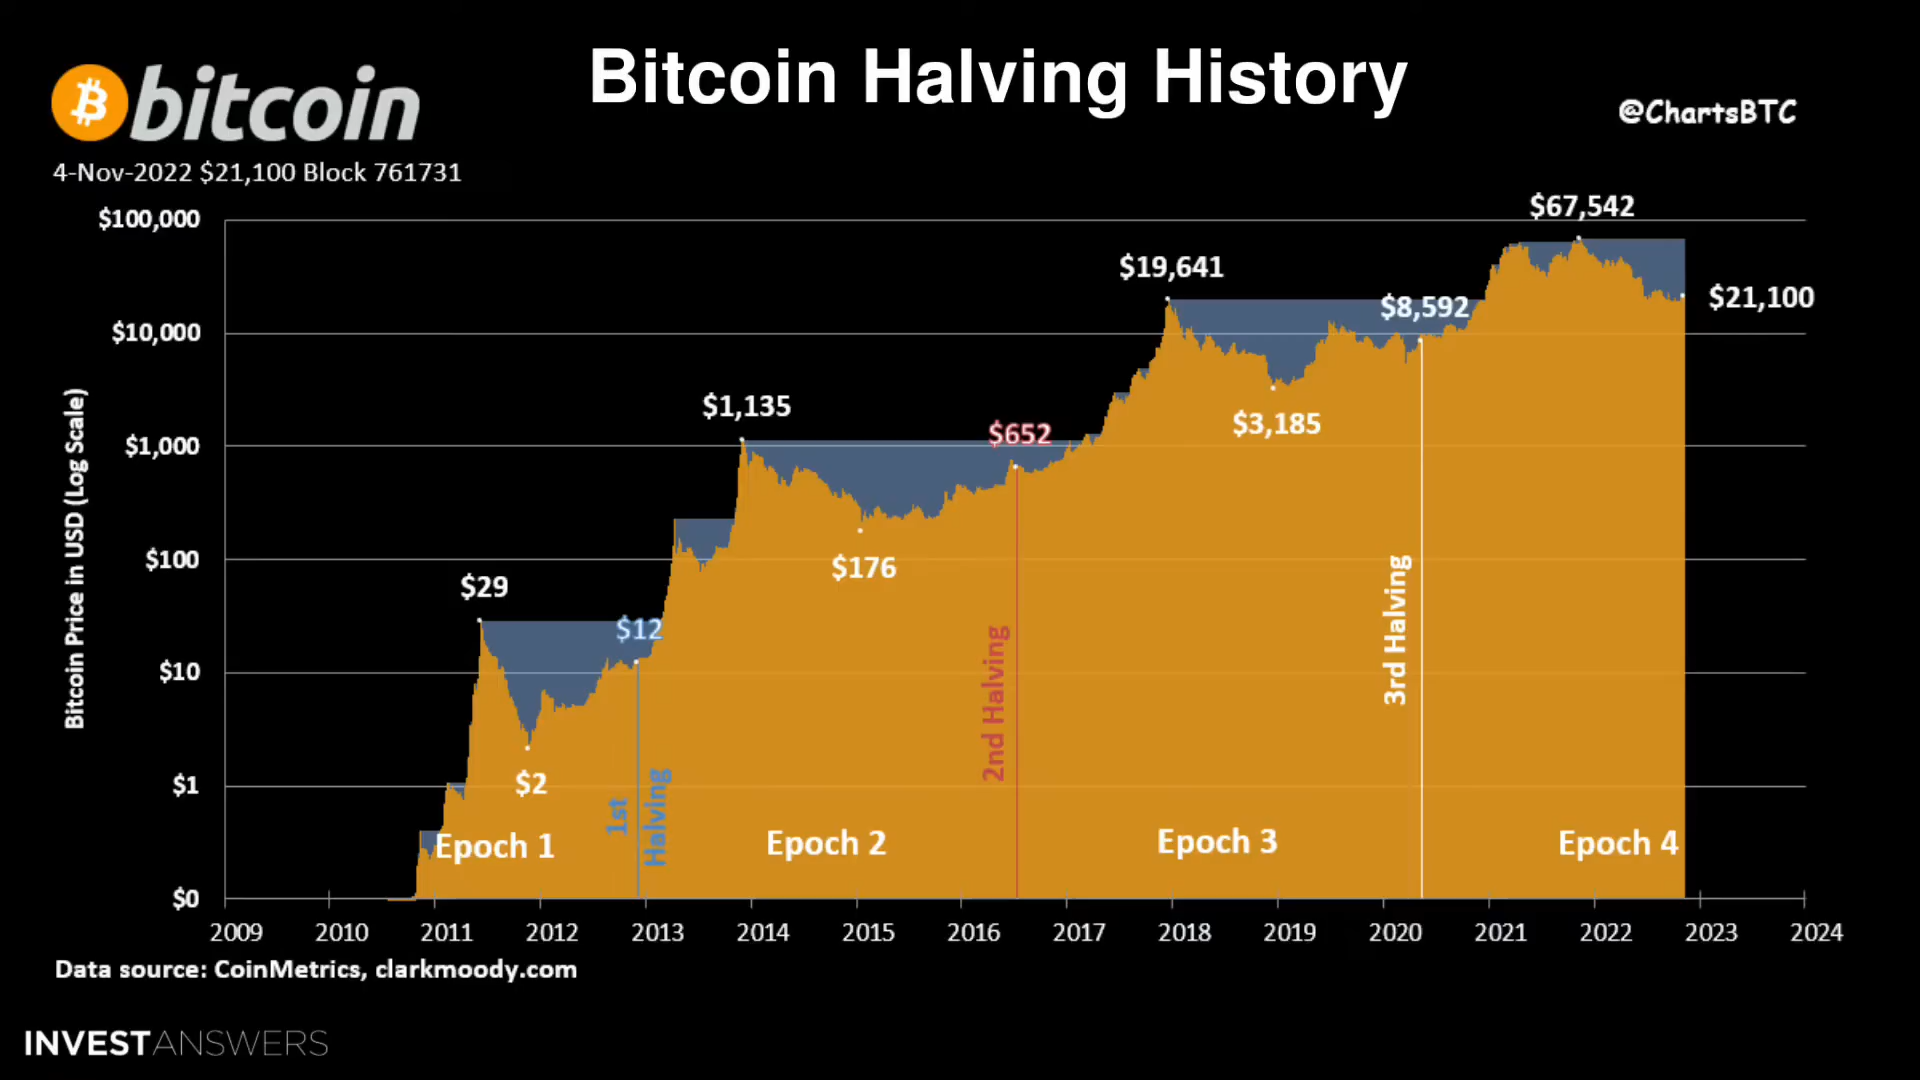 Bitcoin Halving History
bitcoin
@ChartsBTC
4-Nov-2022 $21,100 Block 761731
Bitcoin Price in USD (Log Scale)
$100,000
$10,000
$1,000
$100
$10
$1
$0
$67,542
$19,641
$8,592
$21,100
$1,135
$652
$3,185
$176
$29
$12
$2
1st
Halving
2nd Halving
3rd Halving
Epoch 1
Epoch 2
Epoch 3
Epoch 4
2009 2010 2011 2012 2013 2014 2015 2016 2017 2018 2019 2020 2021 2022 2023 2024
Data source: CoinMetrics, clarkmoody.com
INVESTANSWERS